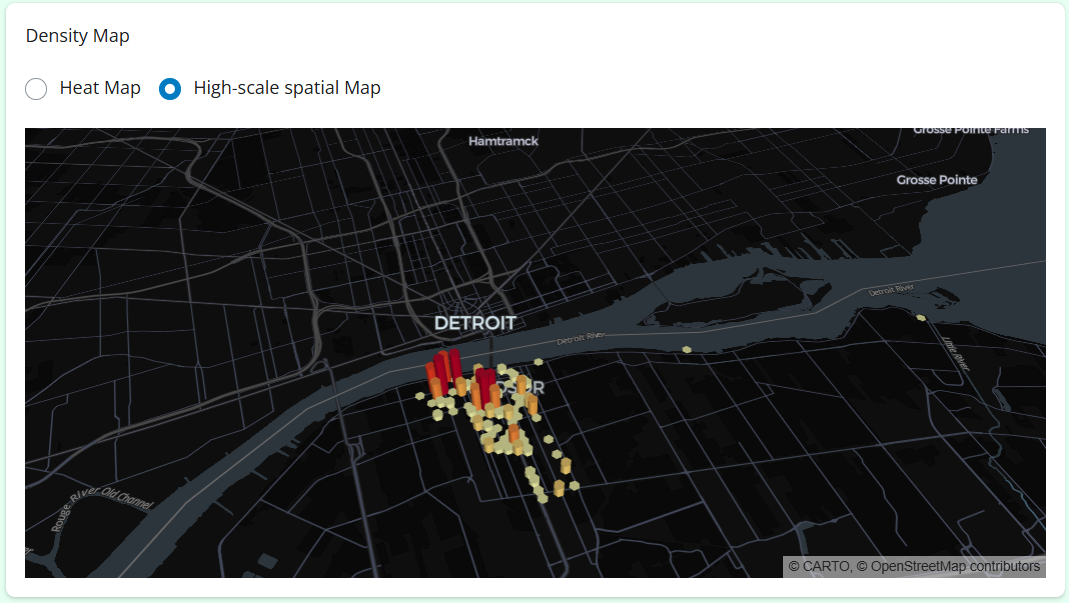 Density Map
Heat Map High-scale spatial Map
Hamtramck
Grosse Pointe Farms
Grosse Pointe
Detroit River
DETROIT
Detroit River
Little River
Rouge River Old Channel
© CARTO, © OpenStreetMap contributors